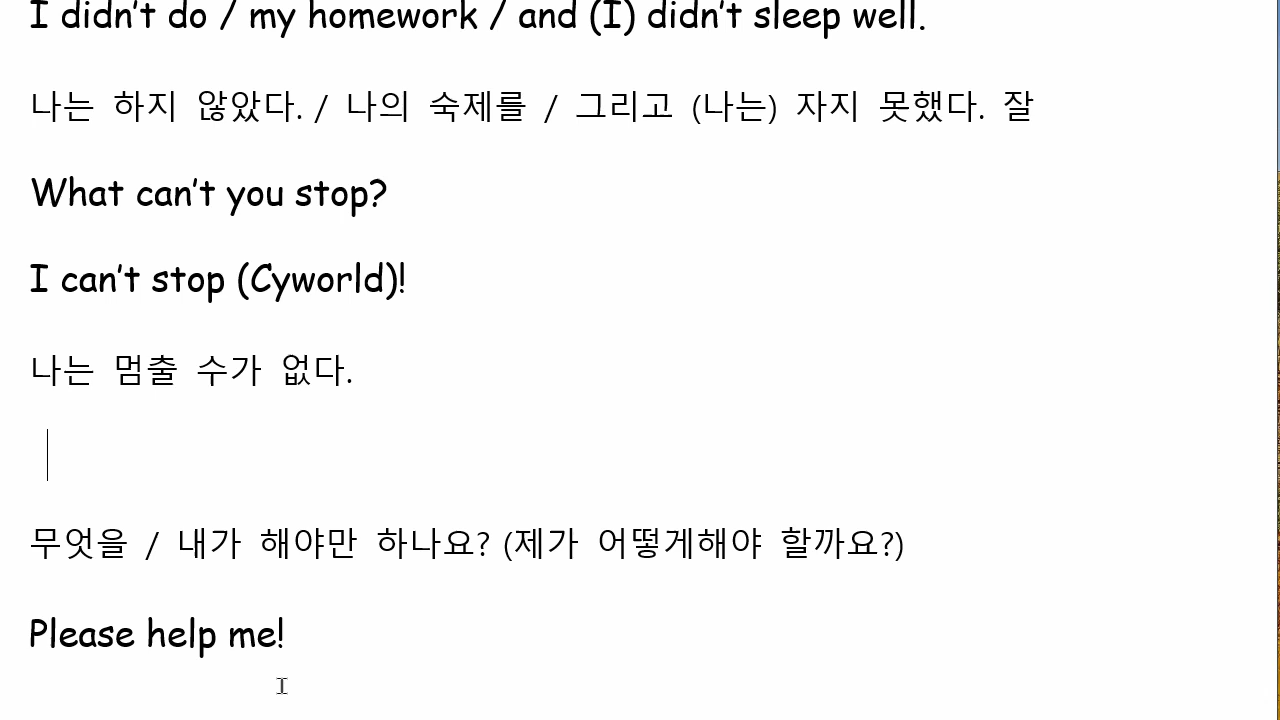 I didn't do / my homework / and (I) didn't sleep well.
나는 하지 않았다. / 나의 숙제를 / 그리고 (나는) 자지 못했다. 잘
What can't you stop?
I can't stop (Cyworld)!
나는 멈출 수가 없다.
무엇을 / 내가 해야만 하나요? (제가 어떻게해야 할까요?)
Please help me!